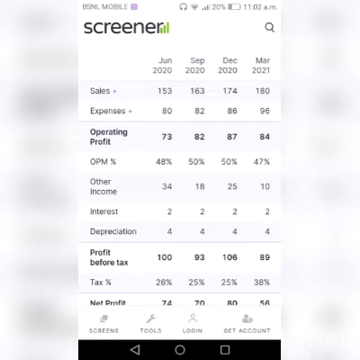 BSNL MOBILE 20% 11:02 a.m.
screener
Jun 2020 Sep 2020 Dec 2020 Mar 2021
Sales + 153 163 174 180
Expenses + 80 82 86 96
Operating Profit 73 82 87 84
OPM % 48% 50% 50% 47%
Other Income 34 18 25 10
Interest 2 2 2 2
Depreciation 4 4 4 4
Profit before tax 100 93 106 89
Tax % 26% 25% 25% 38%
Net Profit 74 70 80 56
SCREENS TOOLS LOGIN GET ACCOUNT